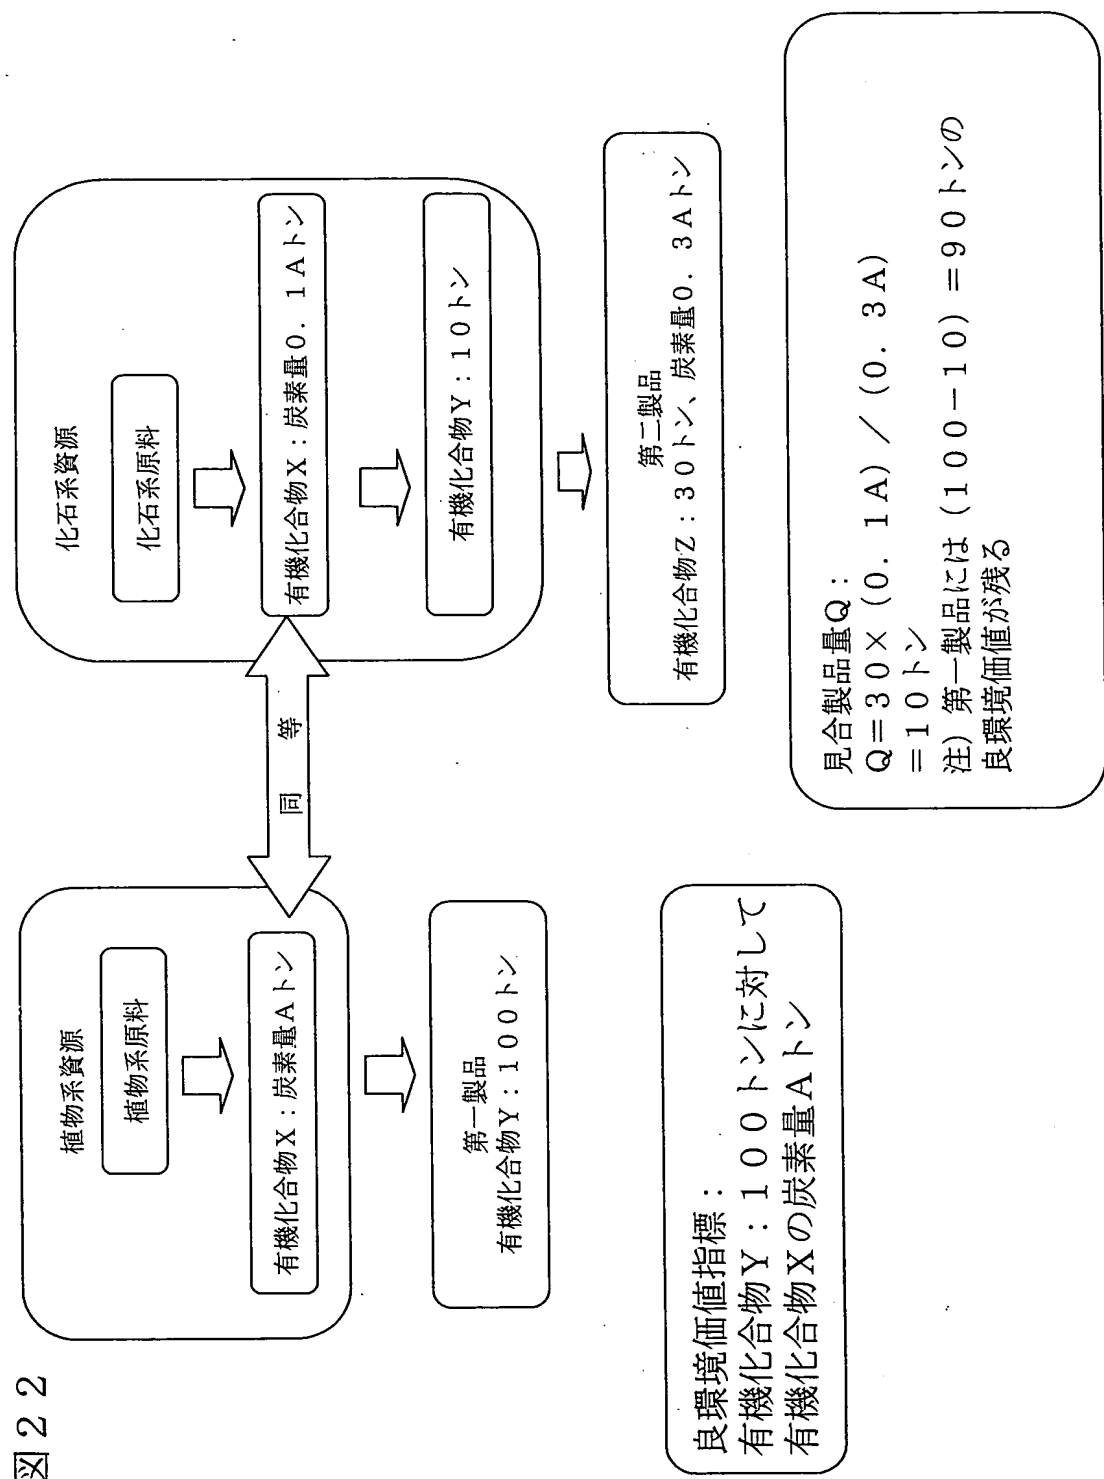 図２２
植物系資源
植物系原料
有機化合物Ｘ：炭素量Ａトン
第一製品
有機化合物Ｙ：１００トン
同　等
化石系資源
化石系原料
有機化合物Ｘ：炭素量０．１Ａトン
有機化合物Ｙ：１０トン
第二製品
有機化合物Ｚ：３０トン、炭素量０．３Ａトン
良環境価値指標：
有機化合物Ｙ：１００トンに対して
有機化合物Ｘの炭素量Ａトン
見合製品量Ｑ：
Ｑ＝３０×（０．１Ａ）／（０．３Ａ）
＝１０トン
注）第一製品には（１００－１０）＝９０トンの
良環境価値が残る